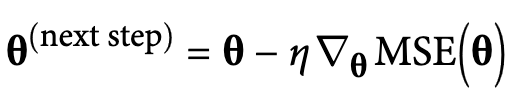 θ^(next step) = θ − η ∇_θ MSE(θ)